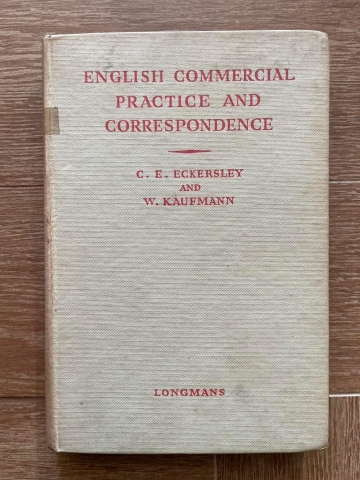 ENGLISH COMMERCIAL
PRACTICE AND
CORRESPONDENCE
C. E. ECKERSLEY
AND
W. KAUFMANN
LONGMANS